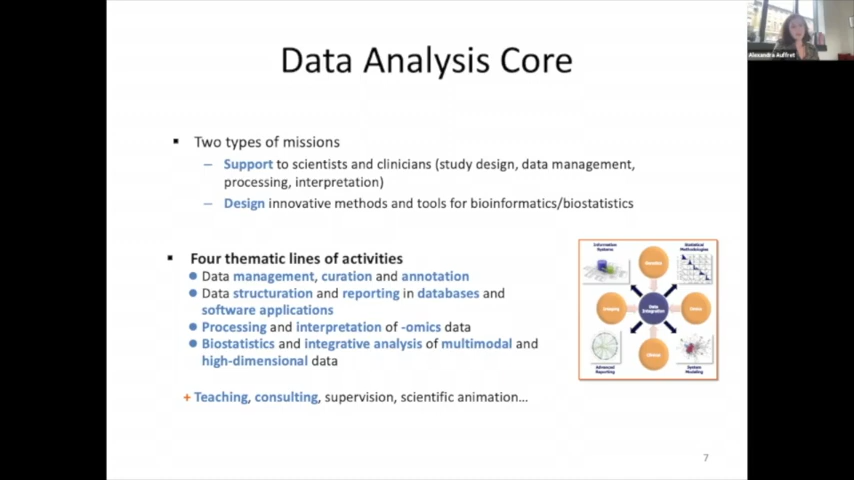 Data Analysis Core
Alexandra Auffret
▪ Two types of missions
– Support to scientists and clinicians (study design, data management,
processing, interpretation)
– Design innovative methods and tools for bioinformatics/biostatistics
▪ Four thematic lines of activities
● Data management, curation and annotation
● Data structuration and reporting in databases and
software applications
● Processing and interpretation of -omics data
● Biostatistics and integrative analysis of multimodal and
high-dimensional data
+ Teaching, consulting, supervision, scientific animation...
Information
Systems
Statistical
Methodologies
Imaging
Data
Integration
Clinical
Advanced
Reporting
System
Modeling
7